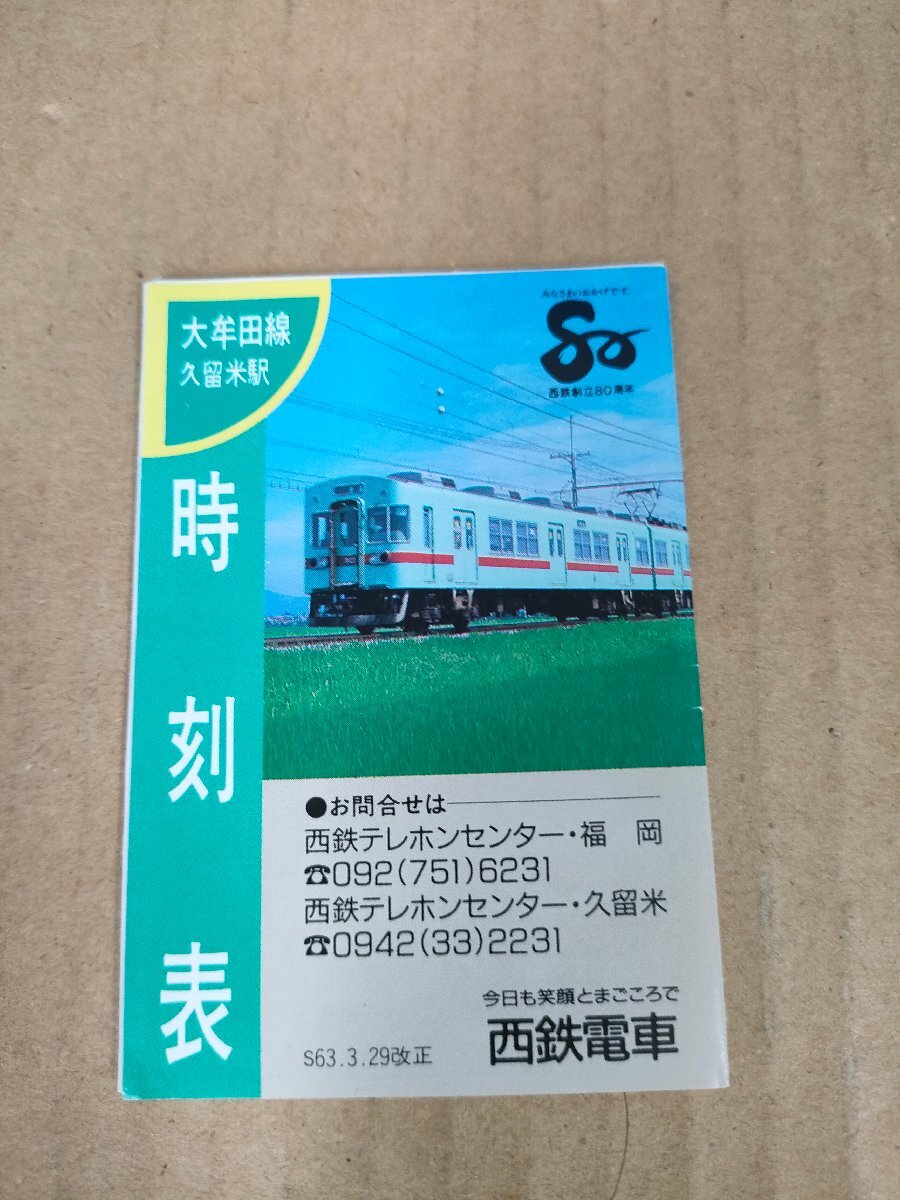 大牟田線
久留米駅
時刻表
みなさまのおかげです。
80
西鉄創立80周年
●お問合せは
西鉄テレホンセンター・福 岡
☎092(751)6231
西鉄テレホンセンター・久留米
☎0942(33)2231
今日も笑顔とまごころで
西鉄電車
S63.3.29改正